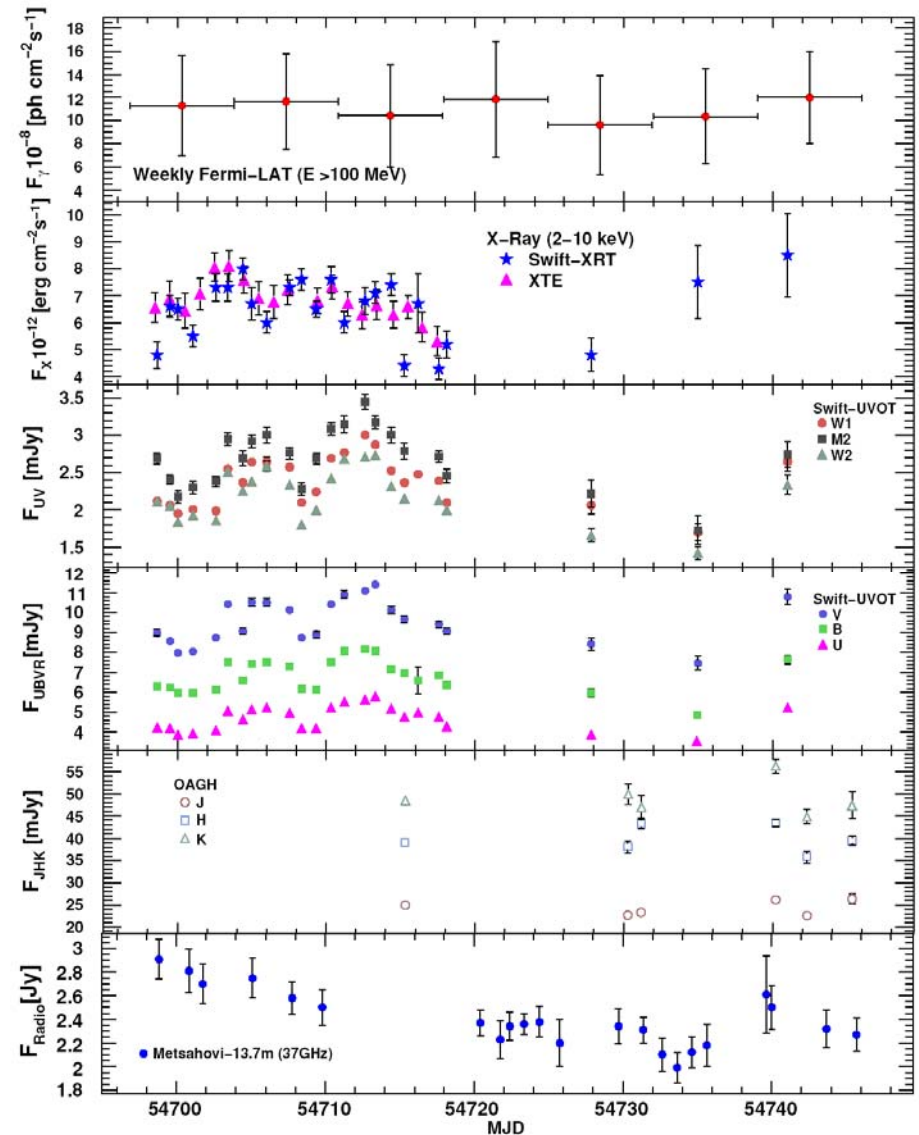 F_γ10⁻⁸ [ph cm⁻²s⁻¹]
18
16
14
12
10
8
6
4
Weekly Fermi−LAT (E >100 MeV)
F_X x10⁻¹² [erg cm⁻²s⁻¹]
10
9
8
7
6
5
4
X−Ray (2−10 keV)
Swift−XRT
XTE
F_UV [mJy]
3.5
3
2.5
2
1.5
Swift−UVOT
W1
M2
W2
F_UBVR [mJy]
12
11
10
9
8
7
6
5
4
Swift−UVOT
V
B
U
F_JHK [mJy]
55
50
45
40
35
30
25
20
OAGH
J
H
K
F_Radio [Jy]
3
2.8
2.6
2.4
2.2
2
1.8
Metsahovi−13.7m (37GHz)
54700 54710 54720 54730 54740
MJD